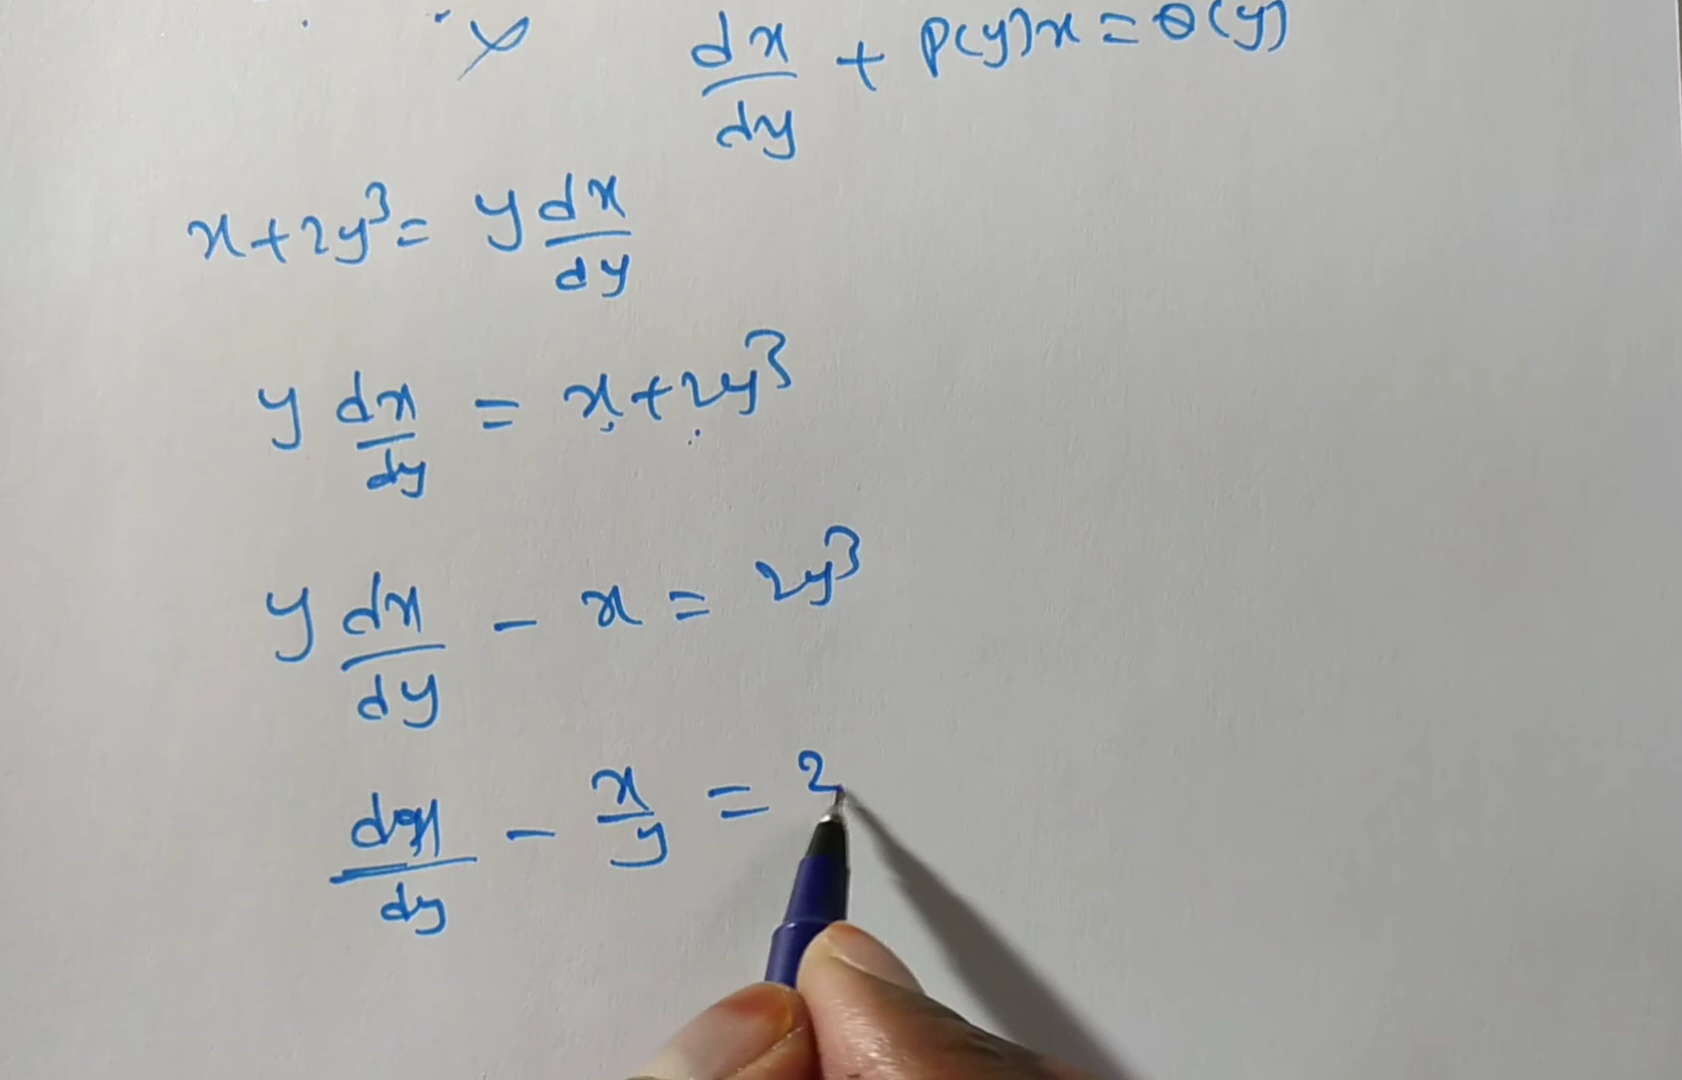 dx/dy + P(y)x = Q(y)
x+2y³ = y dx/dy
y dx/dy = x+2y³
y dx/dy - x = 2y³
dx/dy - x/y = 2